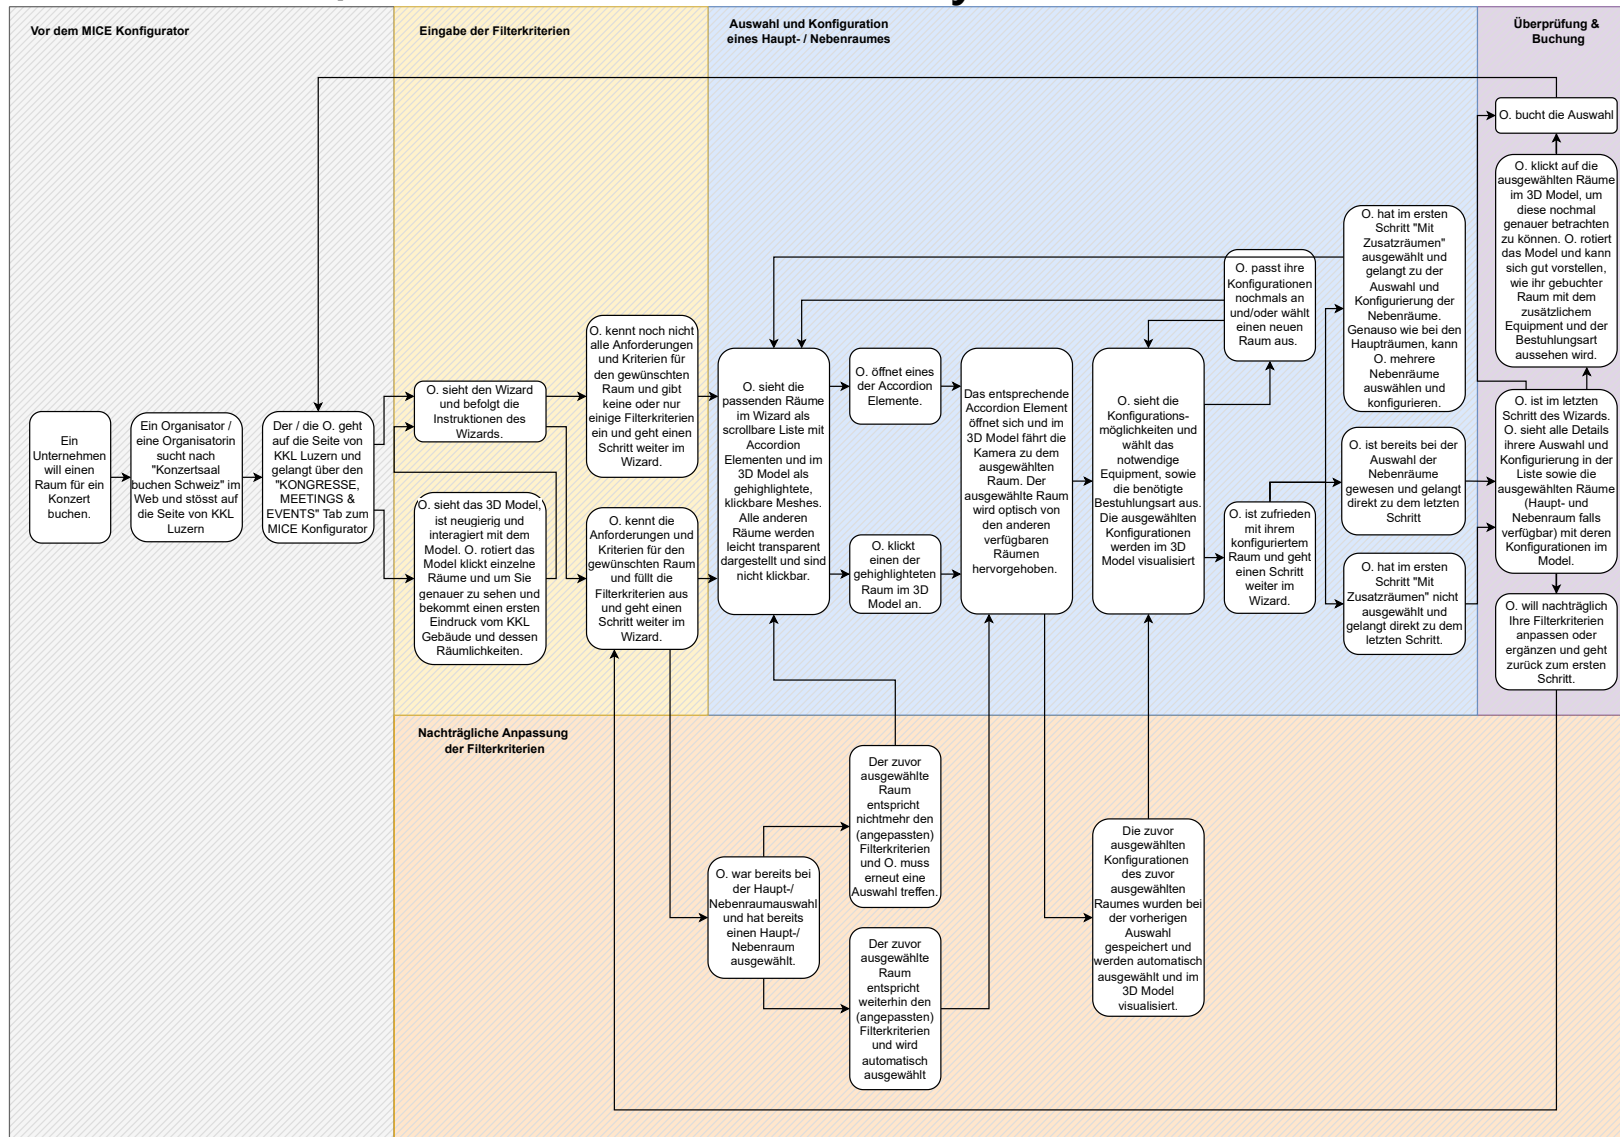 Vor dem MICE Konfigurator
Eingabe der Filterkriterien
Auswahl und Konfiguration
eines Haupt- / Nebenraumes
Überprüfung &
Buchung
Ein
Unternehmen
will einen
Raum für ein
Konzert
buchen.
Ein Organisator /
eine Organisatorin
sucht nach
"Konzertsaal
buchen Schweiz" im
Web und stösst auf
die Seite von KKL
Luzern
Der / die O. geht
auf die Seite von
KKL Luzern und
gelangt über den
"KONGRESSE,
MEETINGS &
EVENTS" Tab zum
MICE Konfigurator
O. sieht den Wizard
und befolgt die
Instruktionen des
Wizards.
O. sieht das 3D Model,
ist neugierig und
interagiert mit dem
Model. O. rotiert das
Model klickt einzelne
Räume und um Sie
genauer zu sehen und
bekommt einen ersten
Eindruck vom KKL
Gebäude und dessen
Räumlichkeiten.
O. kennt noch nicht
alle Anforderungen
und Kriterien für
den gewünschten
Raum und gibt
keine oder nur
einige Filterkriterien
ein und geht einen
Schritt weiter im
Wizard.
O. kennt die
Anforderungen und
Kriterien für den
gewünschten Raum
und füllt die
Filterkriterien aus
und geht einen
Schritt weiter im
Wizard.
O. sieht die
passenden Räume
im Wizard als
scrollbare Liste mit
Accordion
Elementen und im
3D Model als
gehighlightete,
klickbare Meshes.
Alle anderen
Räume werden
leicht transparent
dargestellt und sind
nicht klickbar.
O. öffnet eines
der Accordion
Elemente.
O. klickt
einen der
gehighlighteten
Raum im 3D
Model an.
Das entsprechende
Accordion Element
öffnet sich und im
3D Model fährt die
Kamera zu dem
ausgewählten
Raum. Der
ausgewählte Raum
wird optisch von
den anderen
verfügbaren
Räumen
hervorgehoben.
O. sieht die
Konfigurations-
möglichkeiten und
wählt das
notwendige
Equipment, sowie
die benötigte
Bestuhlungsart aus.
Die ausgewählten
Konfigurationen
werden im 3D
Model visualisiert
O. passt ihre
Konfigurationen
nochmals an
und/oder wählt
einen neuen
Raum aus.
O. ist zufrieden
mit ihrem
konfiguriertem
Raum und geht
einen Schritt
weiter im
Wizard.
O. hat im ersten
Schritt "Mit
Zusatzräumen"
ausgewählt und
gelangt zu der
Auswahl und
Konfigurierung der
Nebenräume.
Genauso wie bei den
Haupträumen, kann
O. mehrere
Nebenräume
auswählen und
konfigurieren.
O. ist bereits bei der
Auswahl der
Nebenräume
gewesen und gelangt
direkt zu dem letzten
Schritt
O. hat im ersten
Schritt "Mit
Zusatzräumen" nicht
ausgewählt und
gelangt direkt zu dem
letzten Schritt.
O. bucht die Auswahl
O. klickt auf die
ausgewählten Räume
im 3D Model, um
diese nochmal
genauer betrachten
zu können. O. rotiert
das Model und kann
sich gut vorstellen,
wie ihr gebuchter
Raum mit dem
zusätzlichem
Equipment und der
Bestuhlungsart
aussehen wird.
O. ist im letzten
Schritt des Wizards.
O. sieht alle Details
ihrere Auswahl und
Konfigurierung in der
Liste sowie die
ausgewählten Räume
(Haupt- und
Nebenraum falls
verfügbar) mit deren
Konfigurationen im
Model.
O. will nachträglich
Ihre Filterkriterien
anpassen oder
ergänzen und geht
zurück zum ersten
Schritt.
Nachträgliche Anpassung
der Filterkriterien
O. war bereits bei
der Haupt-/
Nebenraumauswahl
und hat bereits
einen Haupt-/
Nebenraum
ausgewählt.
Der zuvor
ausgewählte
Raum
entspricht
nichtmehr den
(angepassten)
Filterkriterien
und O. muss
erneut eine
Auswahl treffen.
Der zuvor
ausgewählte
Raum
entspricht
weiterhin den
(angepassten)
Filterkriterien
und wird
automatisch
ausgewählt
Die zuvor
ausgewählten
Konfigurationen
des zuvor
ausgewählten
Raumes wurden bei
der vorherigen
Auswahl
gespeichert und
werden automatisch
ausgewählt und im
3D Model
visualisiert.